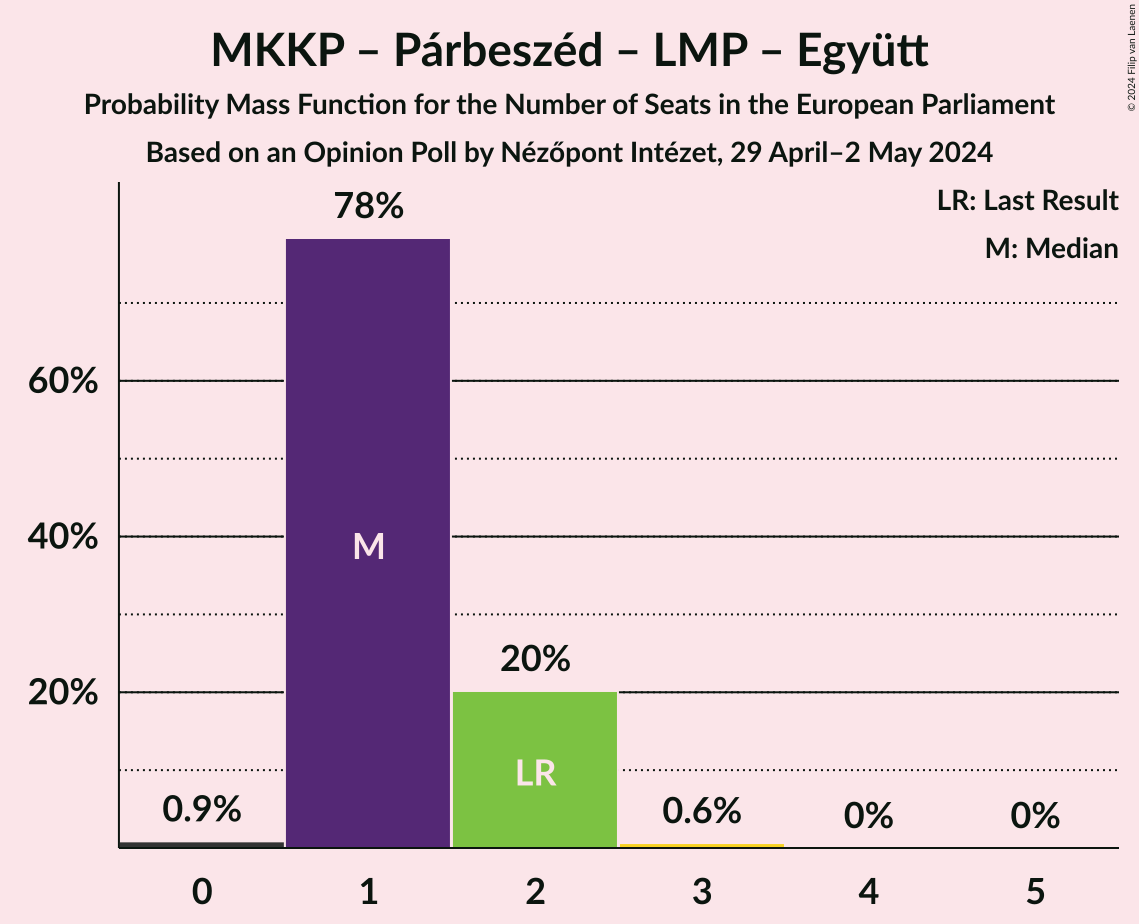 MKKP – Párbeszéd – LMP – Együtt
Probability Mass Function for the Number of Seats in the European Parliament
Based on an Opinion Poll by Nézőpont Intézet, 29 April–2 May 2024
© 2024 Filip van Laenen
LR: Last Result
M: Median
78%
60%
40%
M
20%
20%
LR
0.9%
0.6%
0%
0%
0 1 2 3 4 5